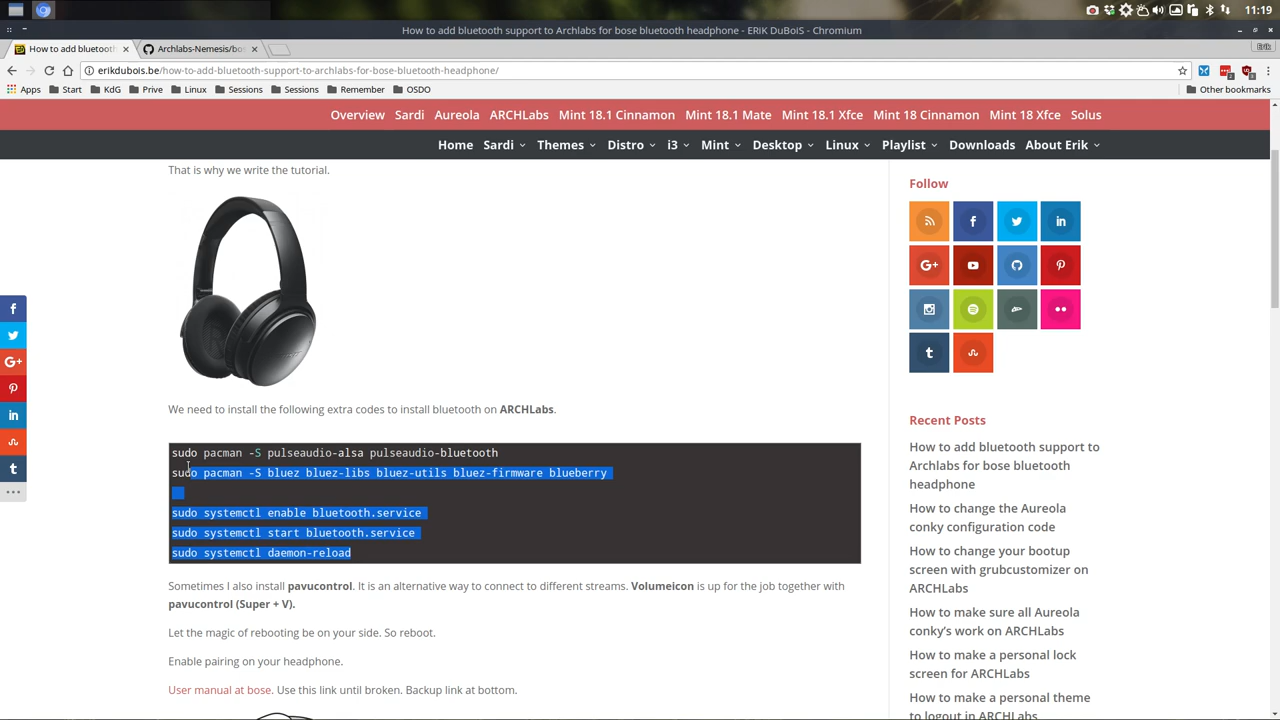 11:19
How to add bluetooth support to Archlabs for bose bluetooth headphone - ERiK DuBoiS - Chromium
How to add bluetooth
Archlabs-Nemesis/bo
Erik
erikdubois.be/how-to-add-bluetooth-support-to-archlabs-for-bose-bluetooth-headphone/
Apps Start KdG Prive Linux Sessions Sessions Remember OSDO Other bookmarks
Overview Sardi Aureola ARCHLabs Mint 18.1 Cinnamon Mint 18.1 Mate Mint 18.1 Xfce Mint 18 Cinnamon Mint 18 Xfce Solus
Home Sardi Themes Distro i3 Mint Desktop Linux Playlist Downloads About Erik
That is why we write the tutorial.
We need to install the following extra codes to install bluetooth on ARCHLabs.
sudo pacman -S pulseaudio-alsa pulseaudio-bluetooth
sudo pacman -S bluez bluez-libs bluez-utils bluez-firmware blueberry
sudo systemctl enable bluetooth.service
sudo systemctl start bluetooth.service
sudo systemctl daemon-reload
Sometimes I also install pavucontrol. It is an alternative way to connect to different streams. Volumeicon is up for the job together with
pavucontrol (Super + V).
Let the magic of rebooting be on your side. So reboot.
Enable pairing on your headphone.
User manual at bose. Use this link until broken. Backup link at bottom.
Follow
Recent Posts
How to add bluetooth support to
Archlabs for bose bluetooth
headphone
How to change the Aureola
conky configuration code
How to change your bootup
screen with grubcustomizer on
ARCHLabs
How to make sure all Aureola
conky's work on ARCHLabs
How to make a personal lock
screen for ARCHLabs
How to make a personal theme
to logout in ARCHLabs